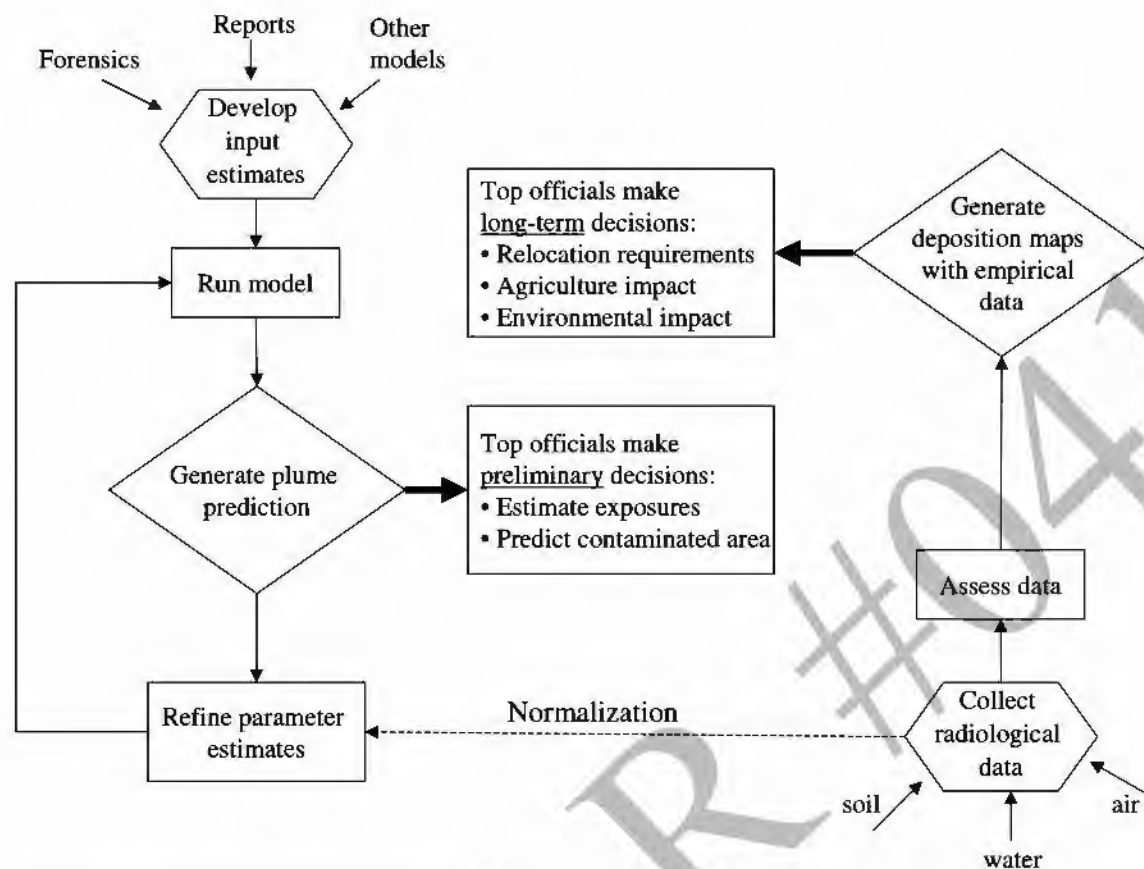 Reports
Other
models
Forensics
Develop
input
estimates
Run model
Generate plume
prediction
Refine parameter
estimates
Top officials make
long-term decisions:
• Relocation requirements
• Agriculture impact
• Environmental impact
Top officials make
preliminary decisions:
• Estimate exposures
• Predict contaminated area
Generate
deposition maps
with empirical
data
Assess data
Collect
radiological
data
Normalization
soil
air
water
R #04